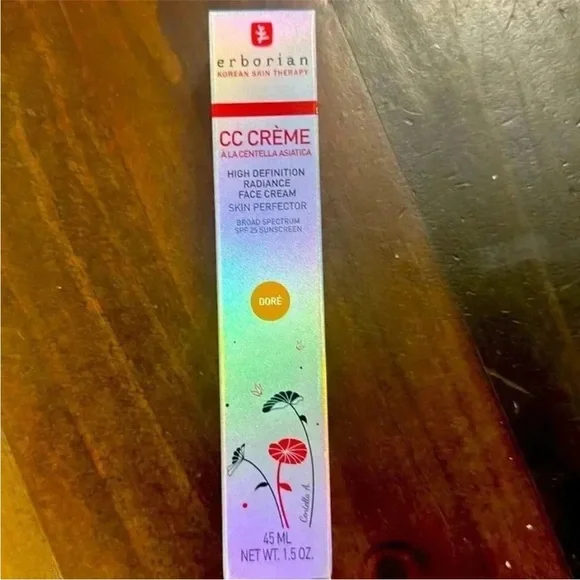 erborian
KOREAN SKIN THERAPY
CC CRÈME
À LA CENTELLA ASIATICA
HIGH DEFINITION
RADIANCE
FACE CREAM
SKIN PERFECTOR
BROAD SPECTRUM
SPF 25 SUNSCREEN
DORÉ
Centella A.
45 ML
NET WT. 1.5 OZ.